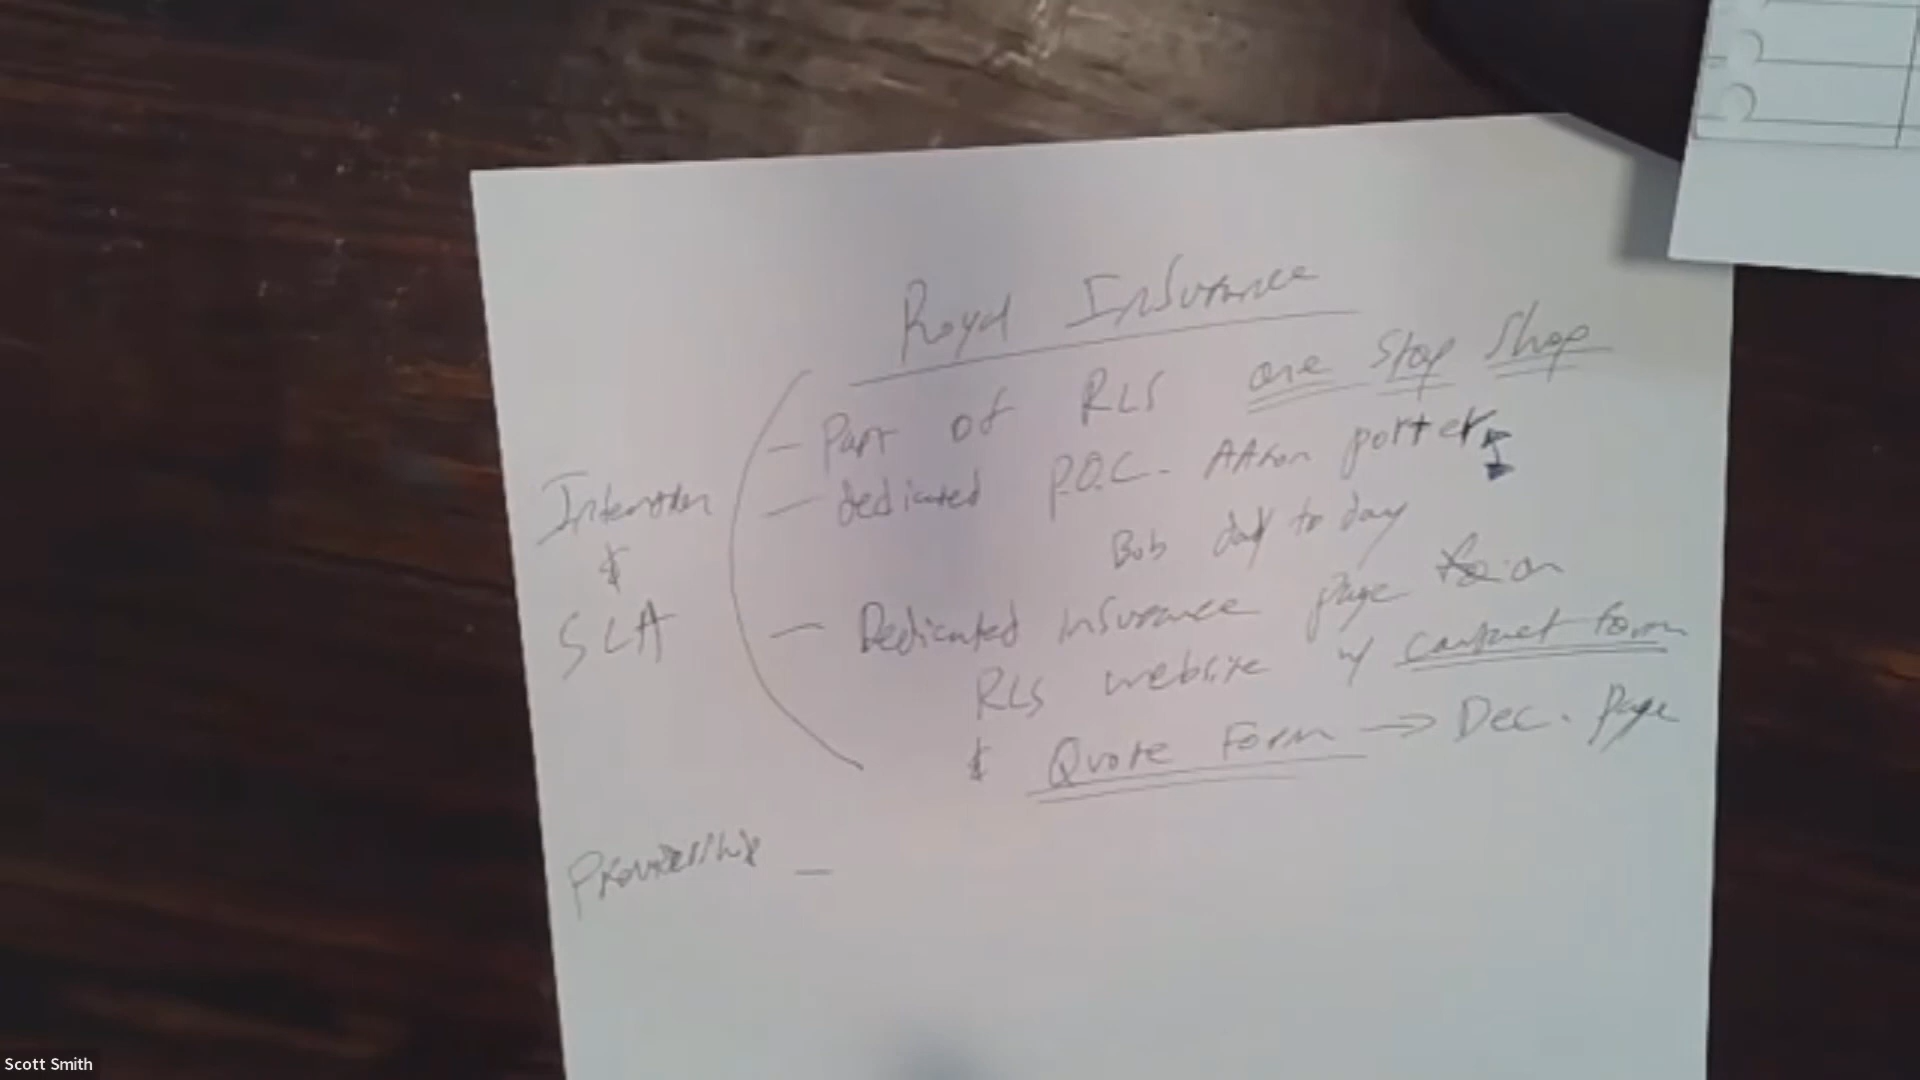 Royal Insurance
- Part of RLS one stop shop
- dedicated P.O.C. - AAron porter
Bob day to day
Intention
&
SLA
- Dedicated insurance page on
RLS website w/ contact form
& Quote Form → Dec. Page
-
Scott Smith